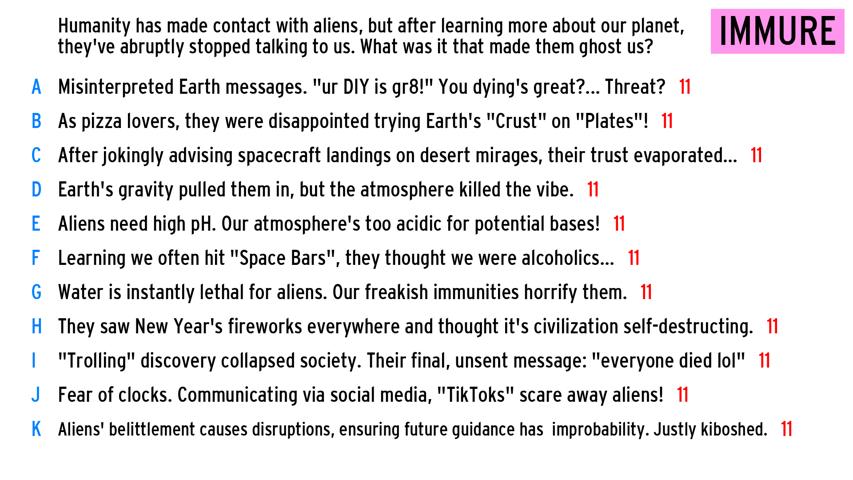 Humanity has made contact with aliens, but after learning more about our planet,
they've abruptly stopped talking to us. What was it that made them ghost us?
IMMURE
A Misinterpreted Earth messages. "ur DIY is gr8!" You dying's great?... Threat? 11
B As pizza lovers, they were disappointed trying Earth's "Crust" on "Plates"! 11
C After jokingly advising spacecraft landings on desert mirages, their trust evaporated... 11
D Earth's gravity pulled them in, but the atmosphere killed the vibe. 11
E Aliens need high pH. Our atmosphere's too acidic for potential bases! 11
F Learning we often hit "Space Bars", they thought we were alcoholics... 11
G Water is instantly lethal for aliens. Our freakish immunities horrify them. 11
H They saw New Year's fireworks everywhere and thought it's civilization self-destructing. 11
I "Trolling" discovery collapsed society. Their final, unsent message: "everyone died lol" 11
J Fear of clocks. Communicating via social media, "TikToks" scare away aliens! 11
K Aliens' belittlement causes disruptions, ensuring future guidance has improbability. Justly kiboshed. 11